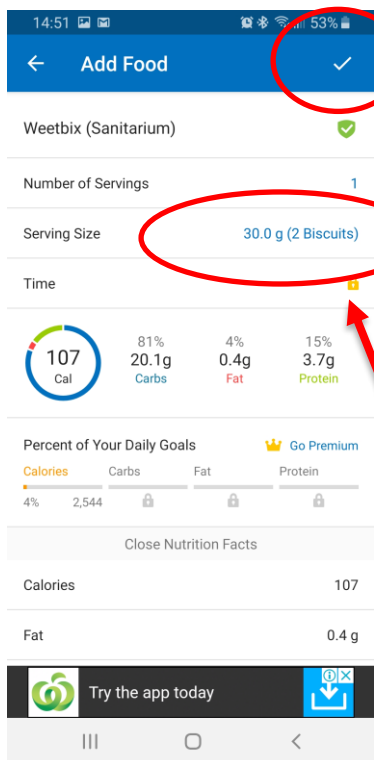 14:51 53%
Add Food
Weetbix (Sanitarium)
Number of Servings 1
Serving Size 30.0 g (2 Biscuits)
Time
107 Cal
81% 4% 15%
20.1g 0.4g 3.7g
Carbs Fat Protein
Percent of Your Daily Goals Go Premium
Calories Carbs Fat Protein
4% 2,544
Close Nutrition Facts
Calories 107
Fat 0.4 g
Try the app today